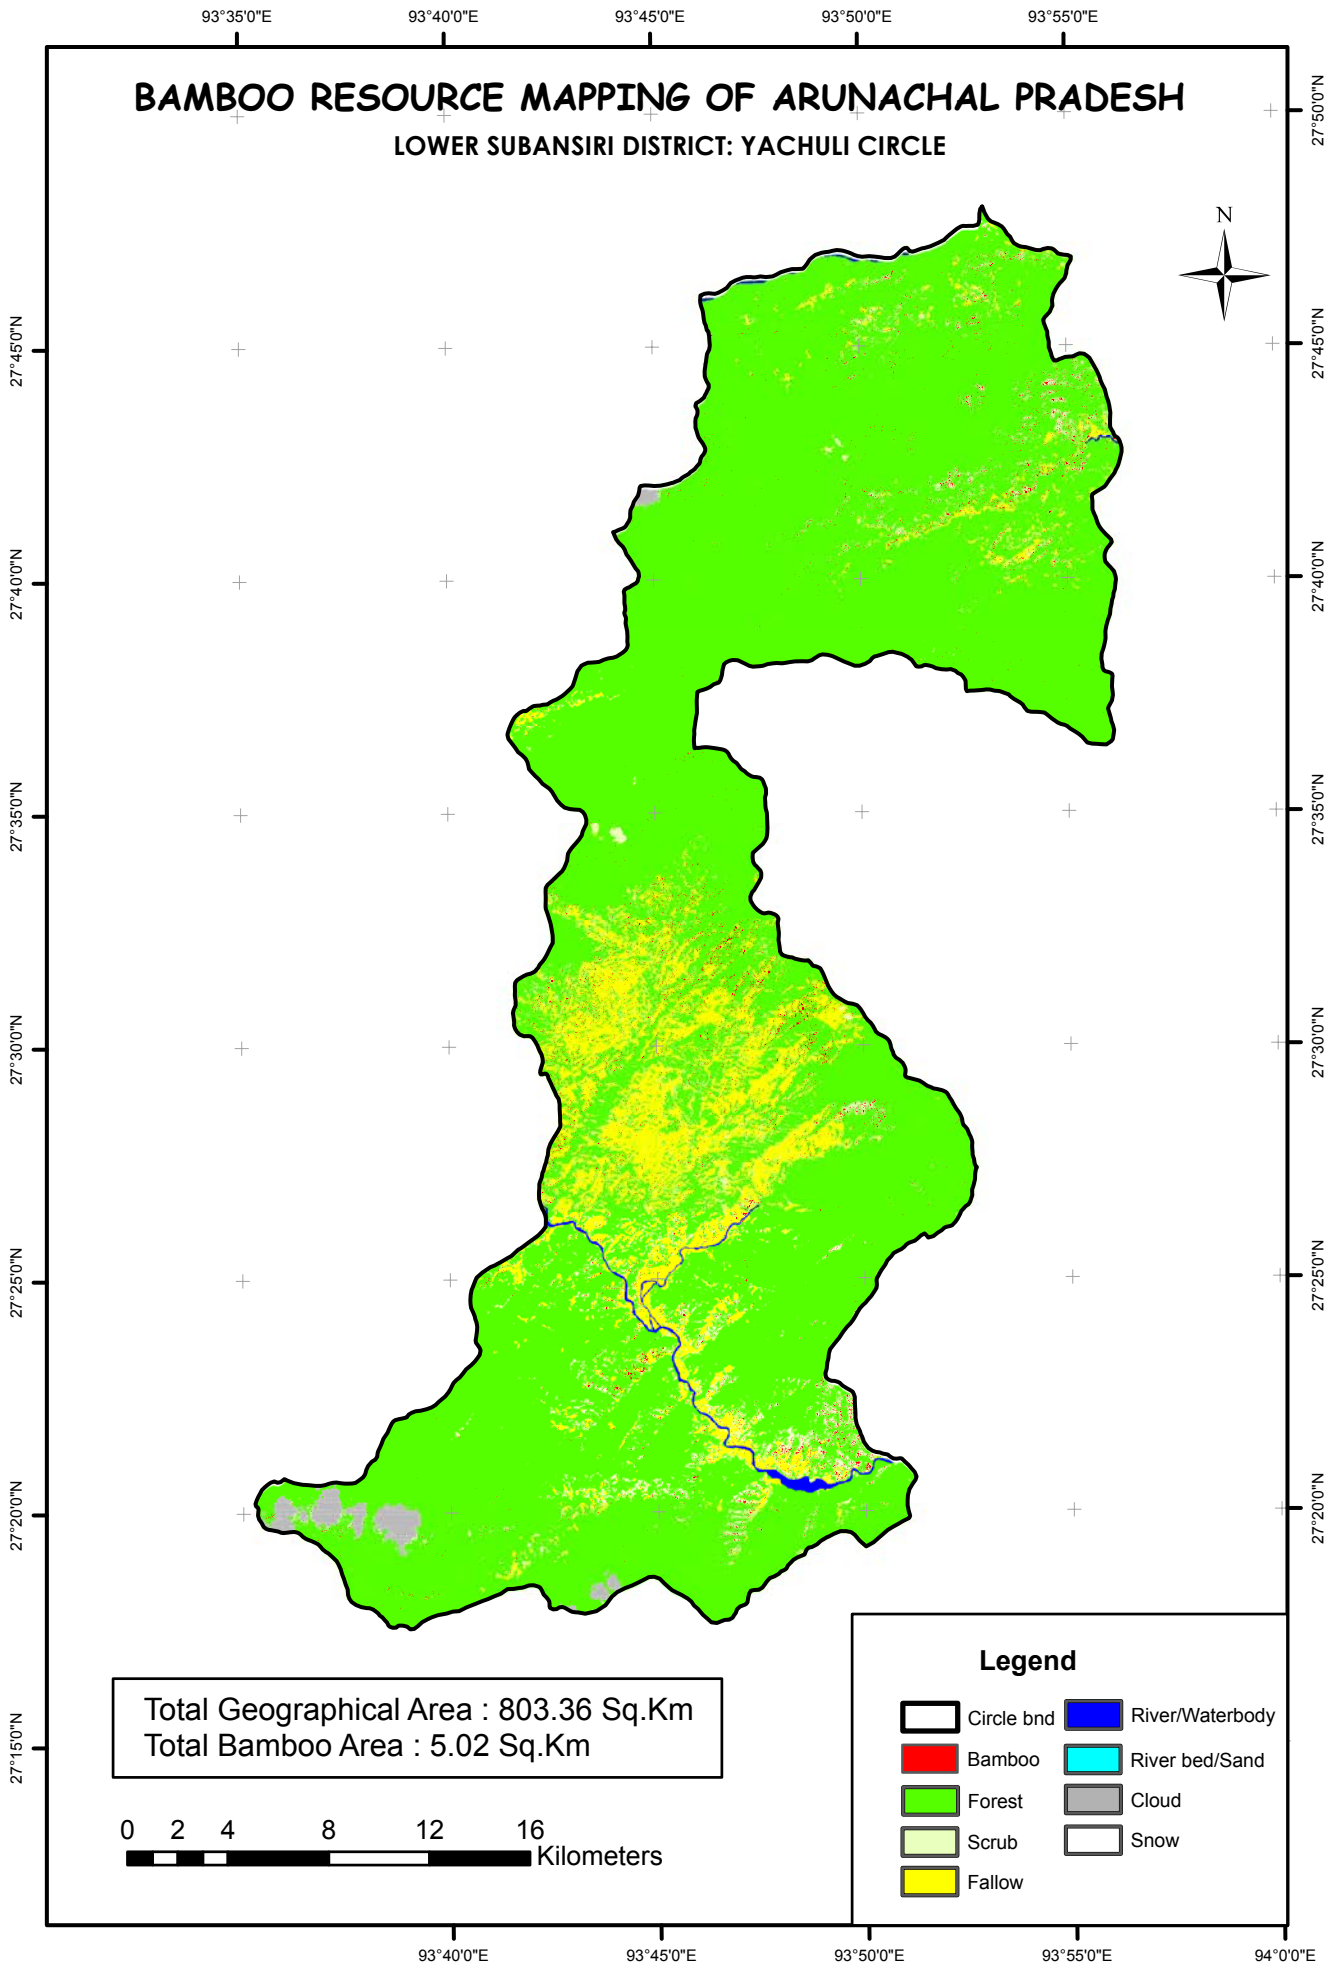 93°35'0"E 93°40'0"E 93°45'0"E 93°50'0"E 93°55'0"E
BAMBOO RESOURCE MAPPING OF ARUNACHAL PRADESH
LOWER SUBANSIRI DISTRICT: YACHULI CIRCLE
N
27°50'0"N
27°45'0"N
27°45'0"N
27°40'0"N
27°40'0"N
27°35'0"N
27°35'0"N
27°30'0"N
27°30'0"N
27°25'0"N
27°25'0"N
27°20'0"N
27°20'0"N
27°15'0"N
Total Geographical Area : 803.36 Sq.Km
Total Bamboo Area : 5.02 Sq.Km
0 2 4 8 12 16
Kilometers
Legend
Circle bnd
Bamboo
Forest
Scrub
Fallow
River/Waterbody
River bed/Sand
Cloud
Snow
93°40'0"E 93°45'0"E 93°50'0"E 93°55'0"E 94°0'0"E